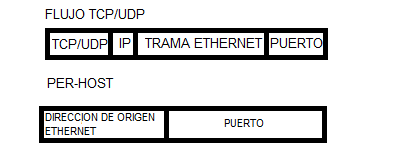 FLUJO TCP/UDP
TCP/UDP IP TRAMA ETHERNET PUERTO
PER-HOST
DIRECCION DE ORIGEN
ETHERNET
PUERTO